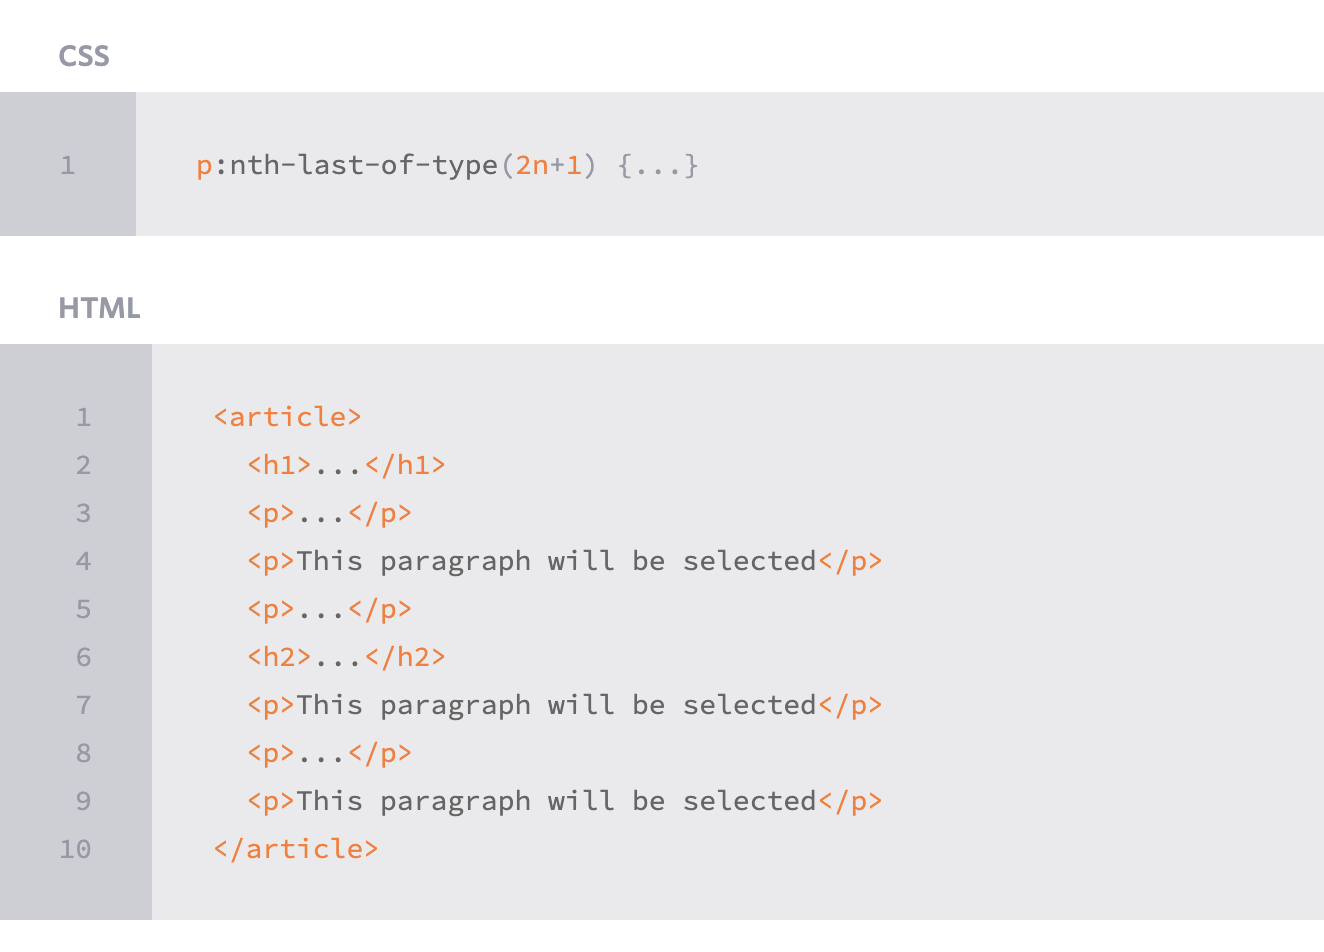 CSS
1 p:nth-last-of-type(2n+1) {...}
HTML
1 <article>
2 <h1>...</h1>
3 <p>...</p>
4 <p>This paragraph will be selected</p>
5 <p>...</p>
6 <h2>...</h2>
7 <p>This paragraph will be selected</p>
8 <p>...</p>
9 <p>This paragraph will be selected</p>
10 </article>